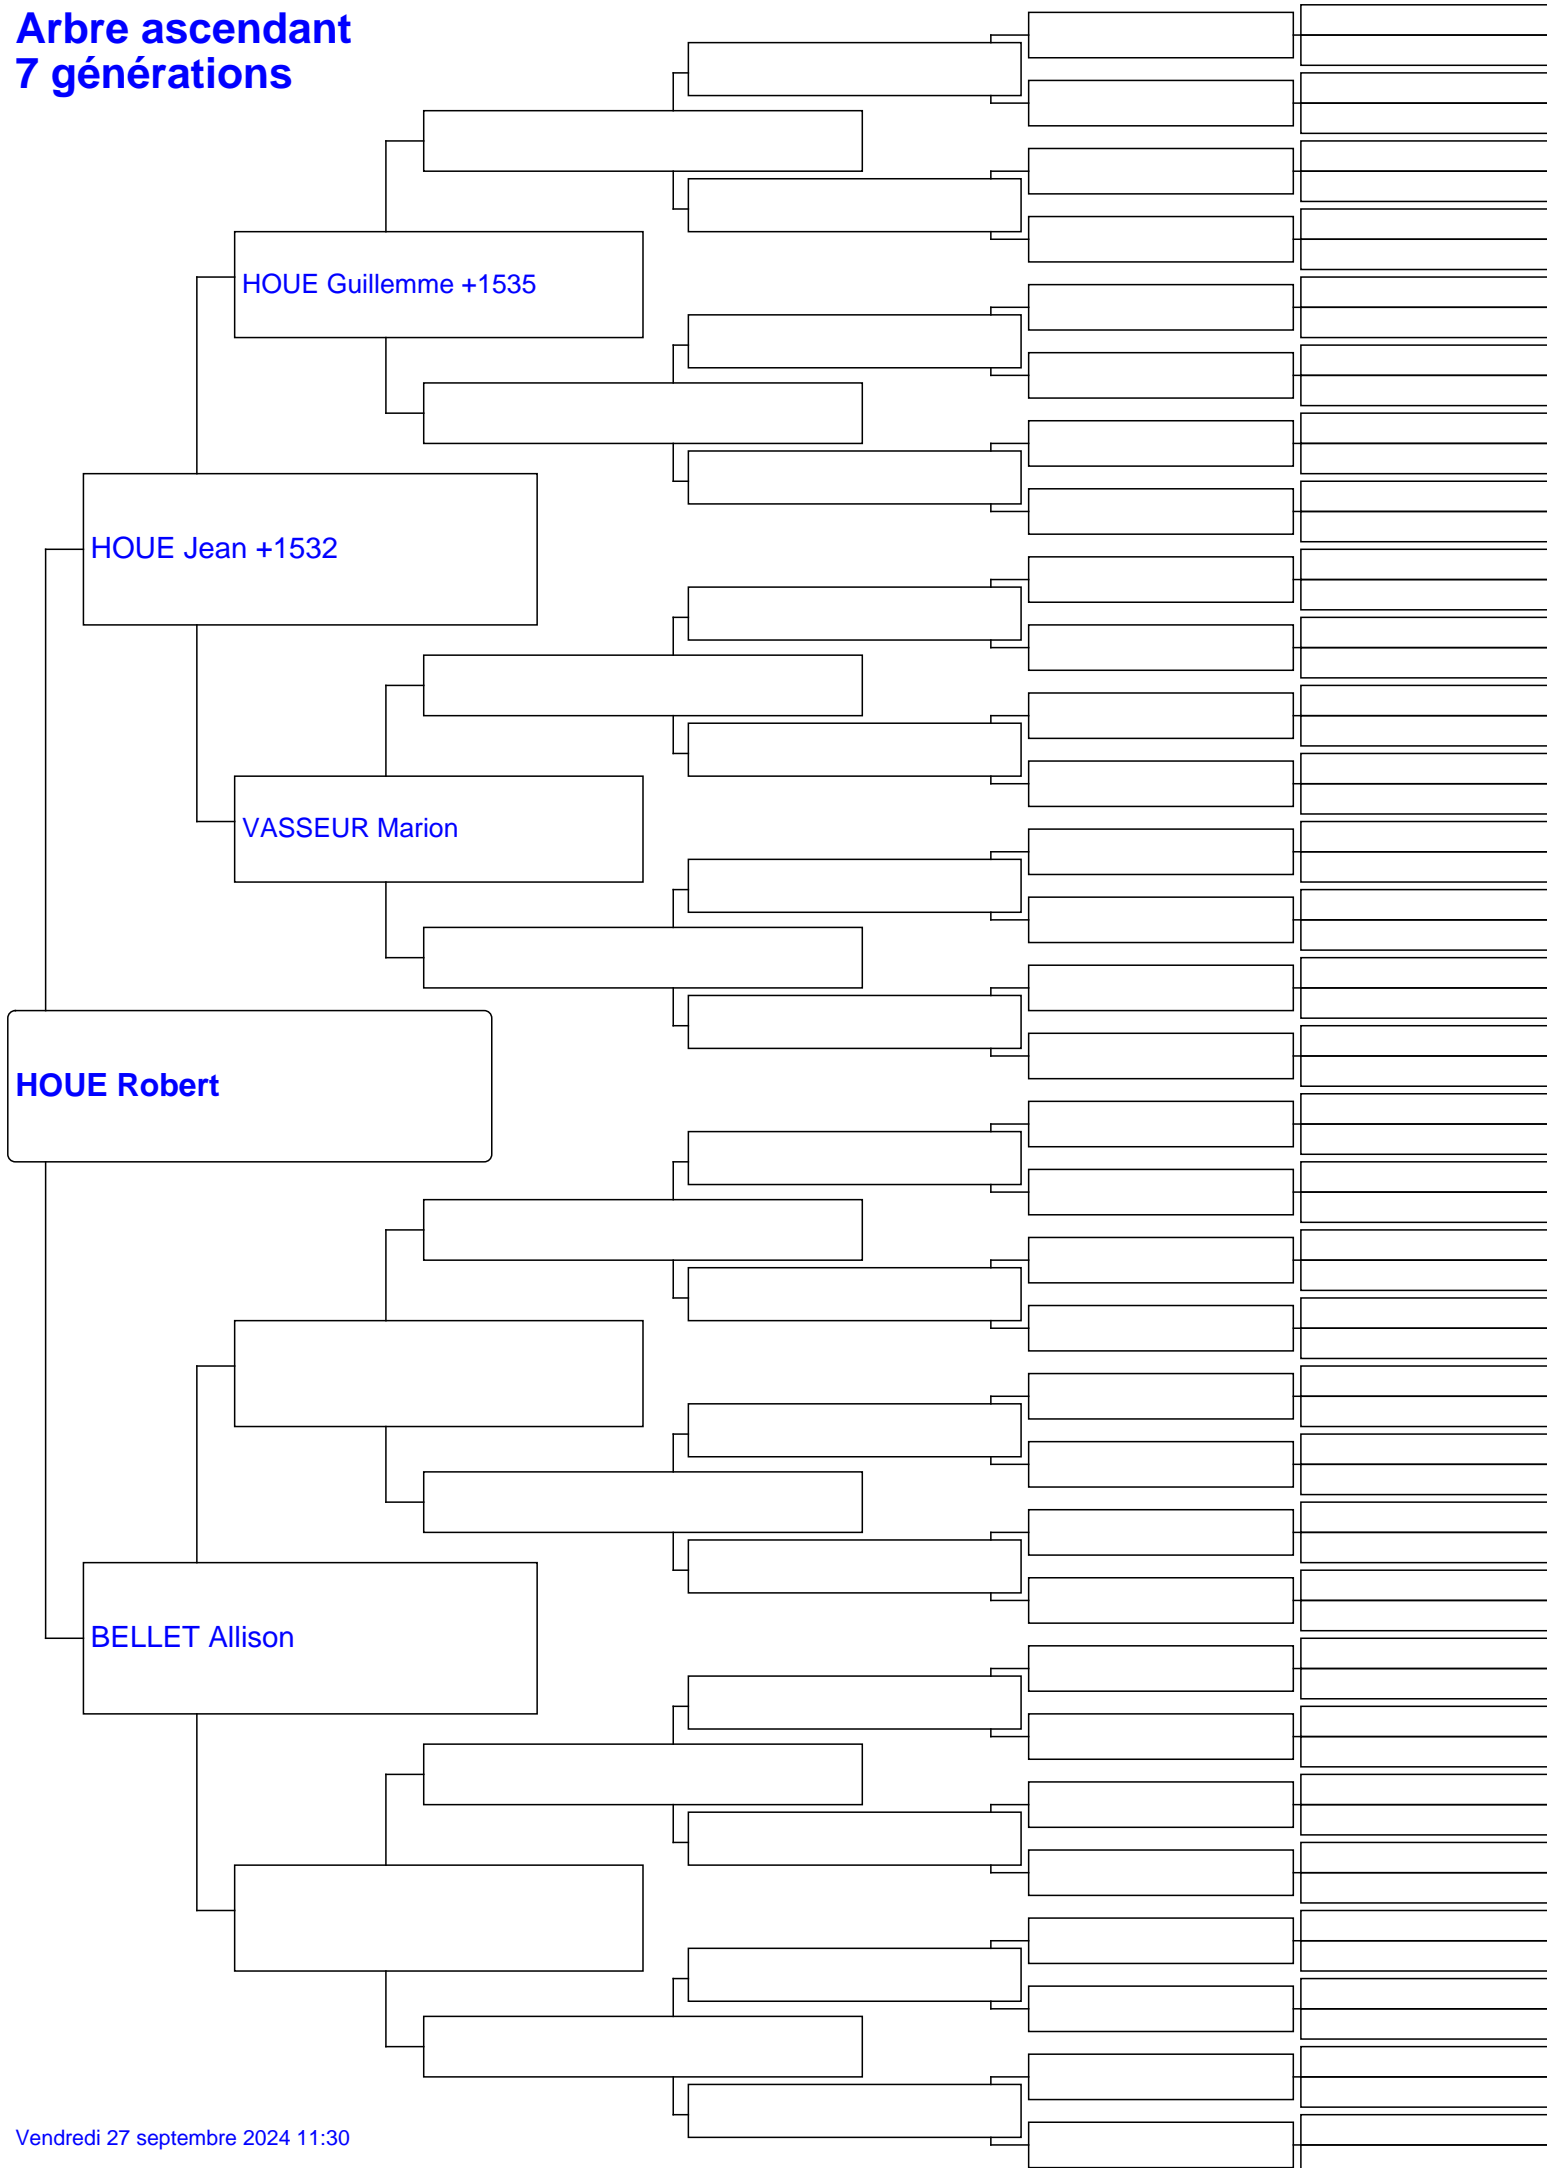 Arbre ascendant
7 générations
HOUE Guillemme +1535
HOUE Jean +1532
VASSEUR Marion
HOUE Robert
BELLET Allison
Vendredi 27 septembre 2024 11:30